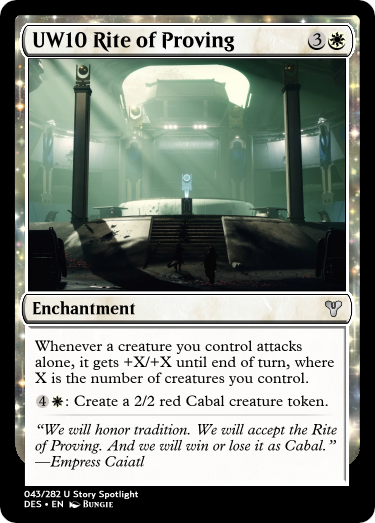 UW10 Rite of Proving 3
Enchantment
Whenever a creature you control attacks
alone, it gets +X/+X until end of turn, where
X is the number of creatures you control.
4 : Create a 2/2 red Cabal creature token.
“We will honor tradition. We will accept the Rite
of Proving. And we will win or lose it as Cabal.”
—Empress Caiatl
043/282 U Story Spotlight
DES • EN Bungie